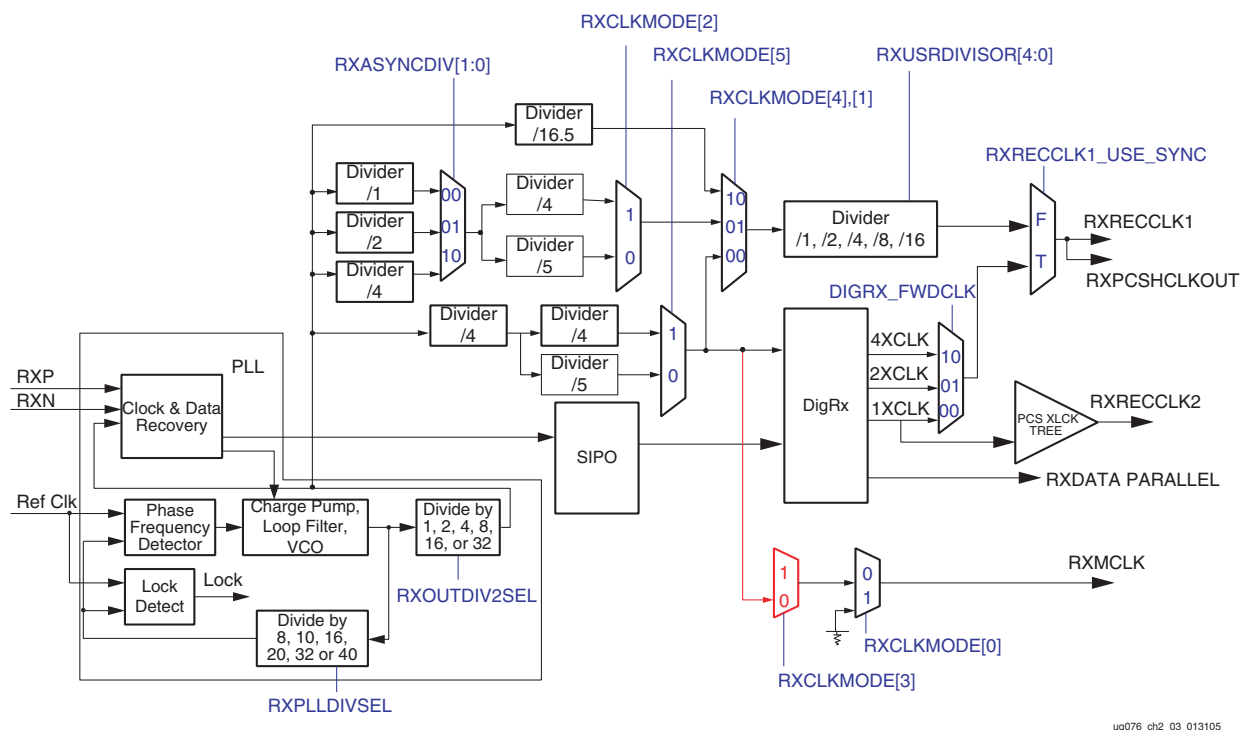 RXCLKMODE[2]
RXASYNCDIV[1:0]
RXCLKMODE[5]
RXUSRDIVISOR[4:0]
RXCLKMODE[4],[1]
RXRECCLK1_USE_SYNC
Divider
/16.5
Divider
/1
Divider
/2
Divider
/4
00
01
10
Divider
/4
Divider
/5
1
0
10
01
00
Divider
/1, /2, /4, /8, /16
F
T
RXRECCLK1
RXPCSHCLKOUT
DIGRX_FWDCLK
Divider
/4
Divider
/4
Divider
/5
1
0
DigRx
4XCLK
2XCLK
1XCLK
10
01
00
PCS XLCK
TREE
RXRECCLK2
RXDATA PARALLEL
RXP
RXN
PLL
Clock & Data
Recovery
SIPO
Ref Clk
Phase
Frequency
Detector
Charge Pump,
Loop Filter,
VCO
Divide by
1, 2, 4, 8,
16, or 32
RXOUTDIV2SEL
Lock
Detect
Lock
Divide by
8, 10, 16,
20, 32 or 40
RXPLLDIVSEL
1
0
0
1
RXMCLK
RXCLKMODE[0]
RXCLKMODE[3]
ug076_ch2_03_013105